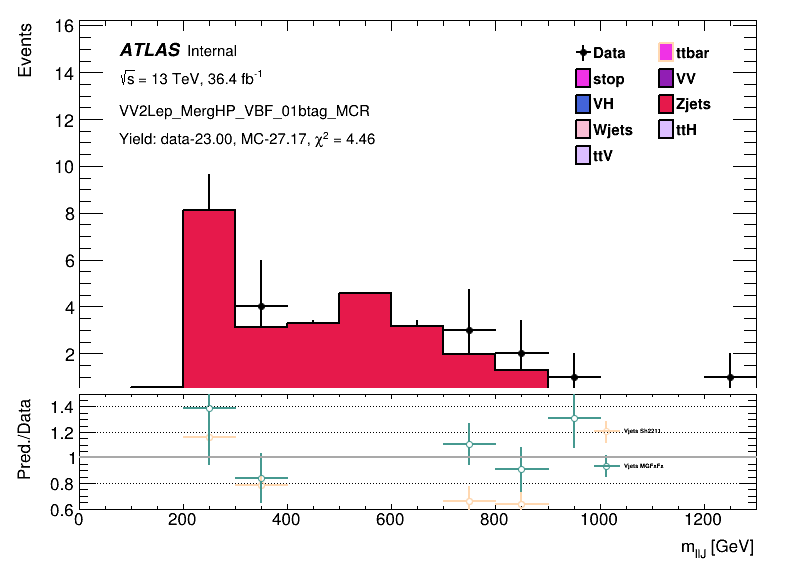 Events
16
14
12
10
8
6
4
2
ATLAS Internal
√s = 13 TeV, 36.4 fb⁻¹
VV2Lep_MergHP_VBF_01btag_MCR
Yield: data-23.00, MC-27.17, χ² = 4.46
Data
ttbar
stop
VV
VH
Zjets
Wjets
ttH
ttV
Pred./Data
1.4
1.2
1
0.8
0.6
Vjets Sh2211
Vjets MGFxFx
0 200 400 600 800 1000 1200
m_llJ [GeV]